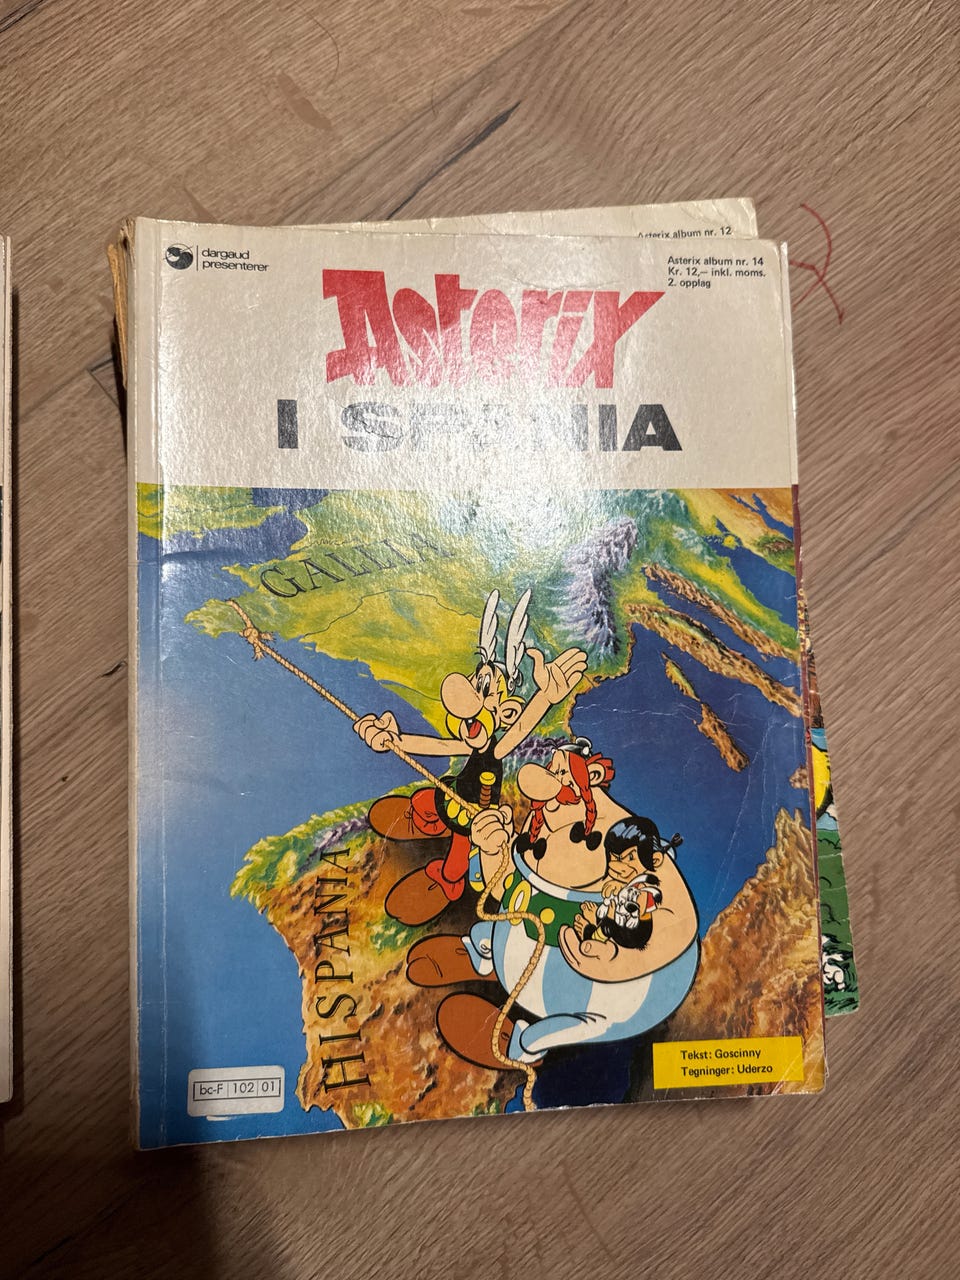 Asterix album nr. 12
dargaud
presenterer
Asterix album nr. 14
Kr. 12,– inkl. moms.
2. opplag
Asterix
I SPANIA
GALLIA
HISPANIA
Tekst: Goscinny
Tegninger: Uderzo
bc-F 102 01